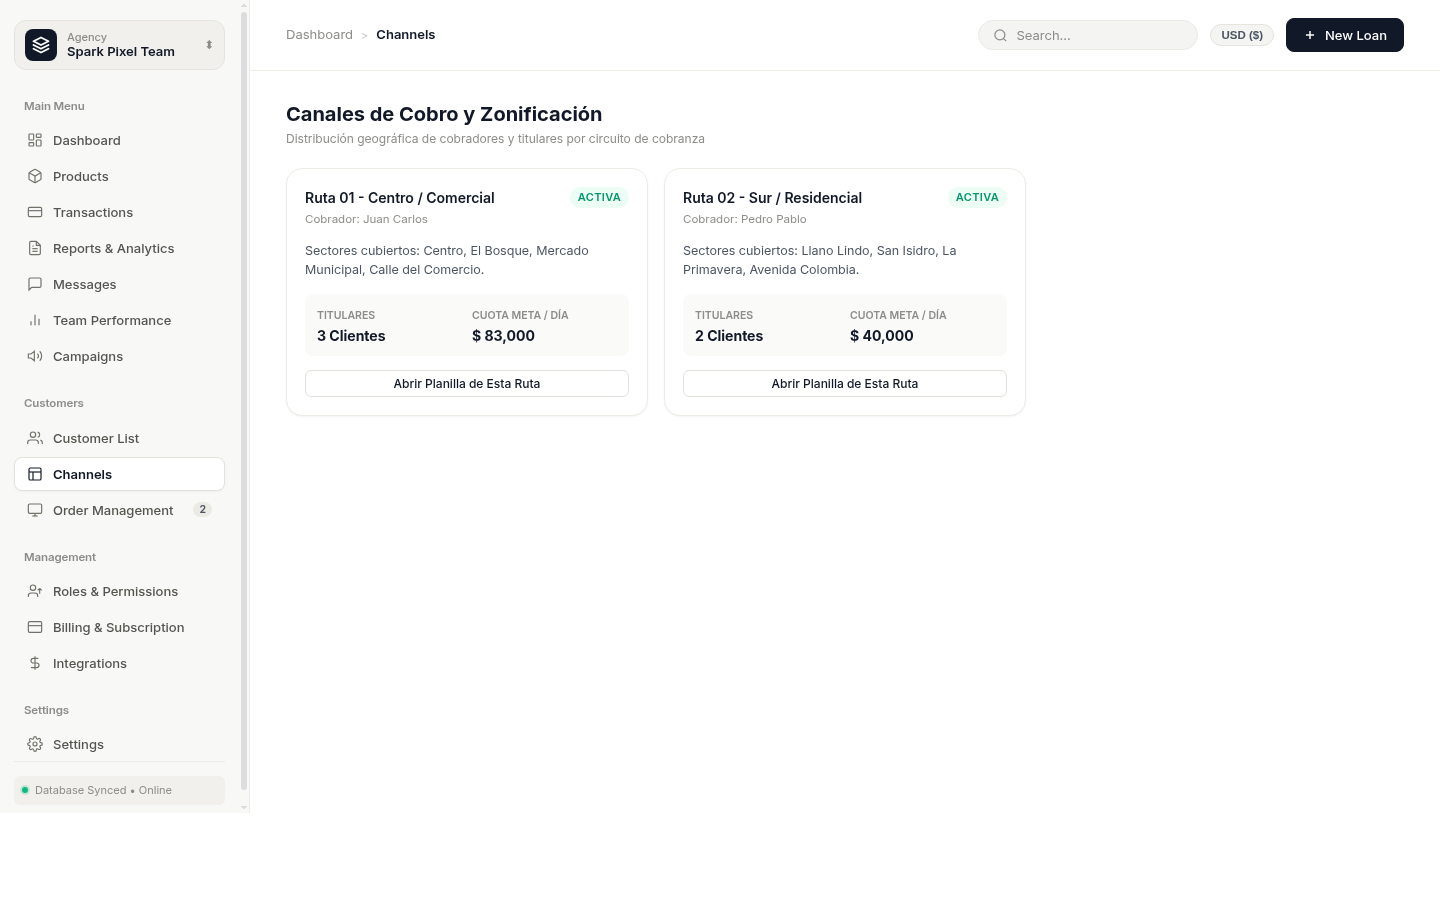 Agency
Spark Pixel Team
Main Menu
Dashboard
Products
Transactions
Reports & Analytics
Messages
Team Performance
Campaigns
Customers
Customer List
Channels
Order Management 2
Management
Roles & Permissions
Billing & Subscription
Integrations
Settings
Settings
Database Synced • Online
Dashboard > Channels
Search...
USD ($)
+ New Loan
Canales de Cobro y Zonificación
Distribución geográfica de cobradores y titulares por circuito de cobranza
Ruta 01 - Centro / Comercial ACTIVA
Cobrador: Juan Carlos
Sectores cubiertos: Centro, El Bosque, Mercado
Municipal, Calle del Comercio.
TITULARES CUOTA META / DÍA
3 Clientes $ 83,000
Abrir Planilla de Esta Ruta
Ruta 02 - Sur / Residencial ACTIVA
Cobrador: Pedro Pablo
Sectores cubiertos: Llano Lindo, San Isidro, La
Primavera, Avenida Colombia.
TITULARES CUOTA META / DÍA
2 Clientes $ 40,000
Abrir Planilla de Esta Ruta